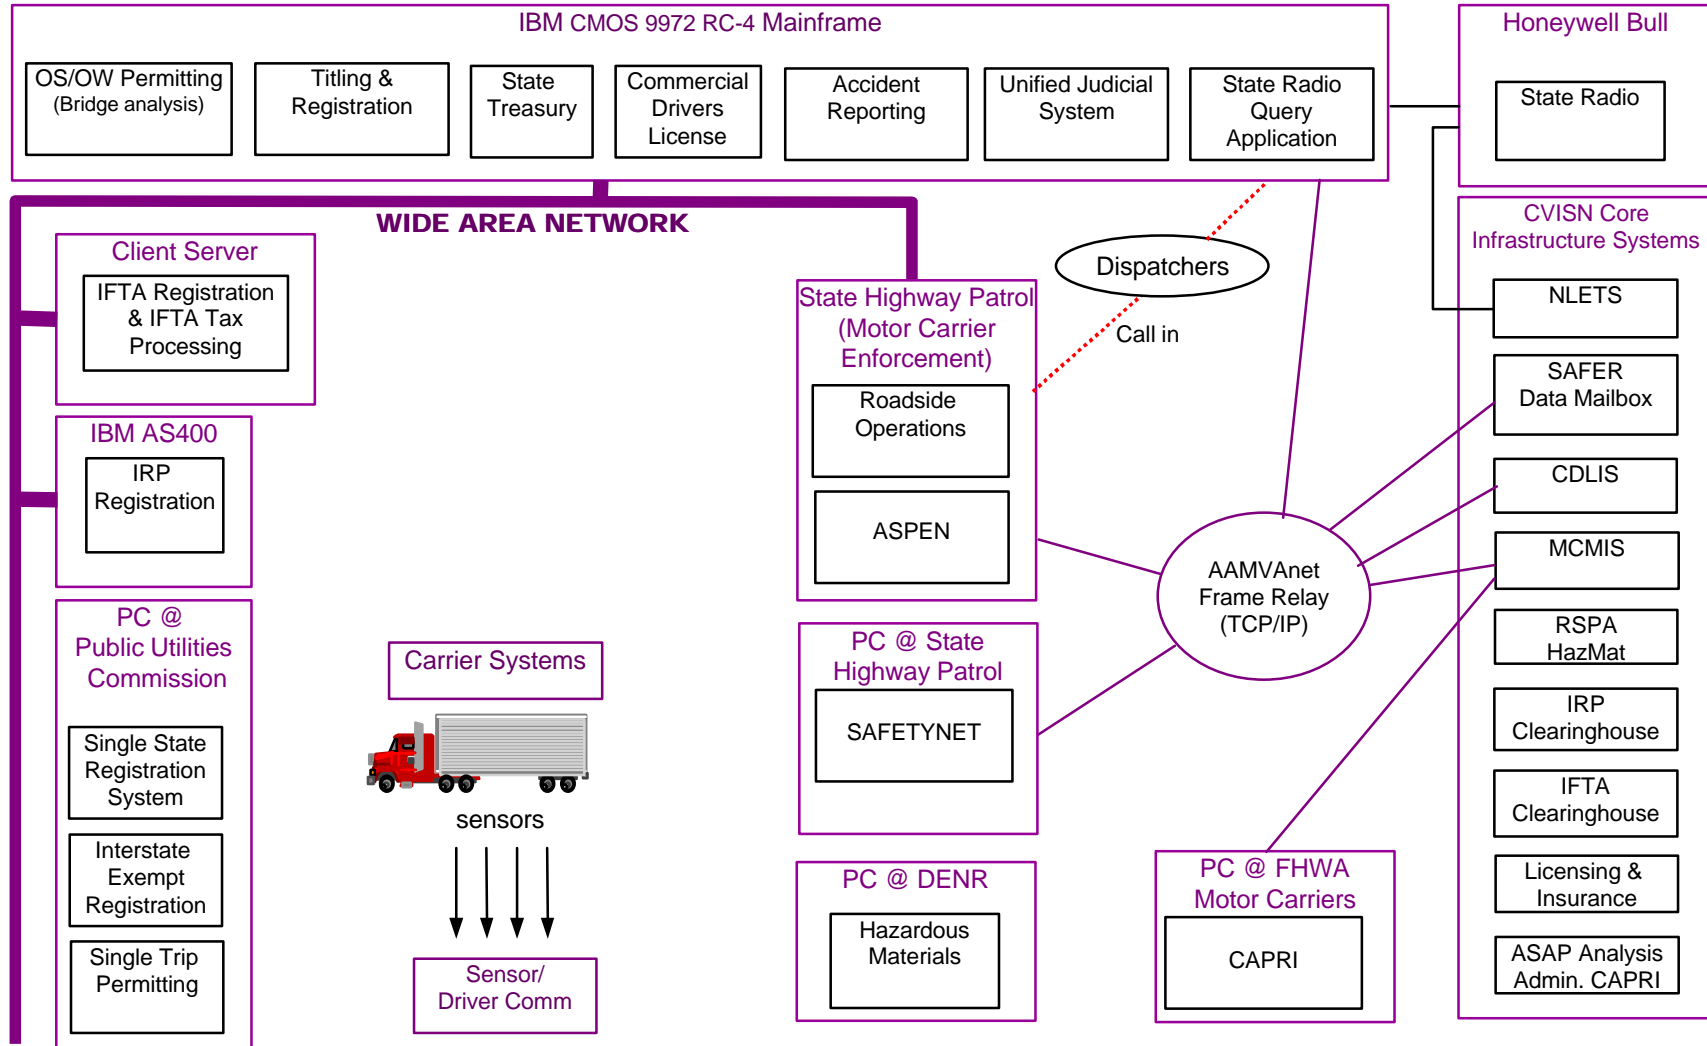 IBM CMOS 9972 RC-4 Mainframe
OS/OW Permitting
(Bridge analysis)
Titling &
Registration
State
Treasury
Commercial
Drivers
License
Accident
Reporting
Unified Judicial
System
State Radio
Query
Application
Honeywell Bull
State Radio
WIDE AREA NETWORK
Client Server
IFTA Registration
& IFTA Tax
Processing
IBM AS400
IRP
Registration
PC @
Public Utilities
Commission
Single State
Registration
System
Interstate
Exempt
Registration
Single Trip
Permitting
Carrier Systems
sensors
Sensor/
Driver Comm
State Highway Patrol
(Motor Carrier
Enforcement)
Roadside
Operations
ASPEN
PC @ State
Highway Patrol
SAFETYNET
PC @ DENR
Hazardous
Materials
Dispatchers
Call in
AAMVAnet
Frame Relay
(TCP/IP)
PC @ FHWA
Motor Carriers
CAPRI
CVISN Core
Infrastructure Systems
NLETS
SAFER
Data Mailbox
CDLIS
MCMIS
RSPA
HazMat
IRP
Clearinghouse
IFTA
Clearinghouse
Licensing &
Insurance
ASAP Analysis
Admin. CAPRI